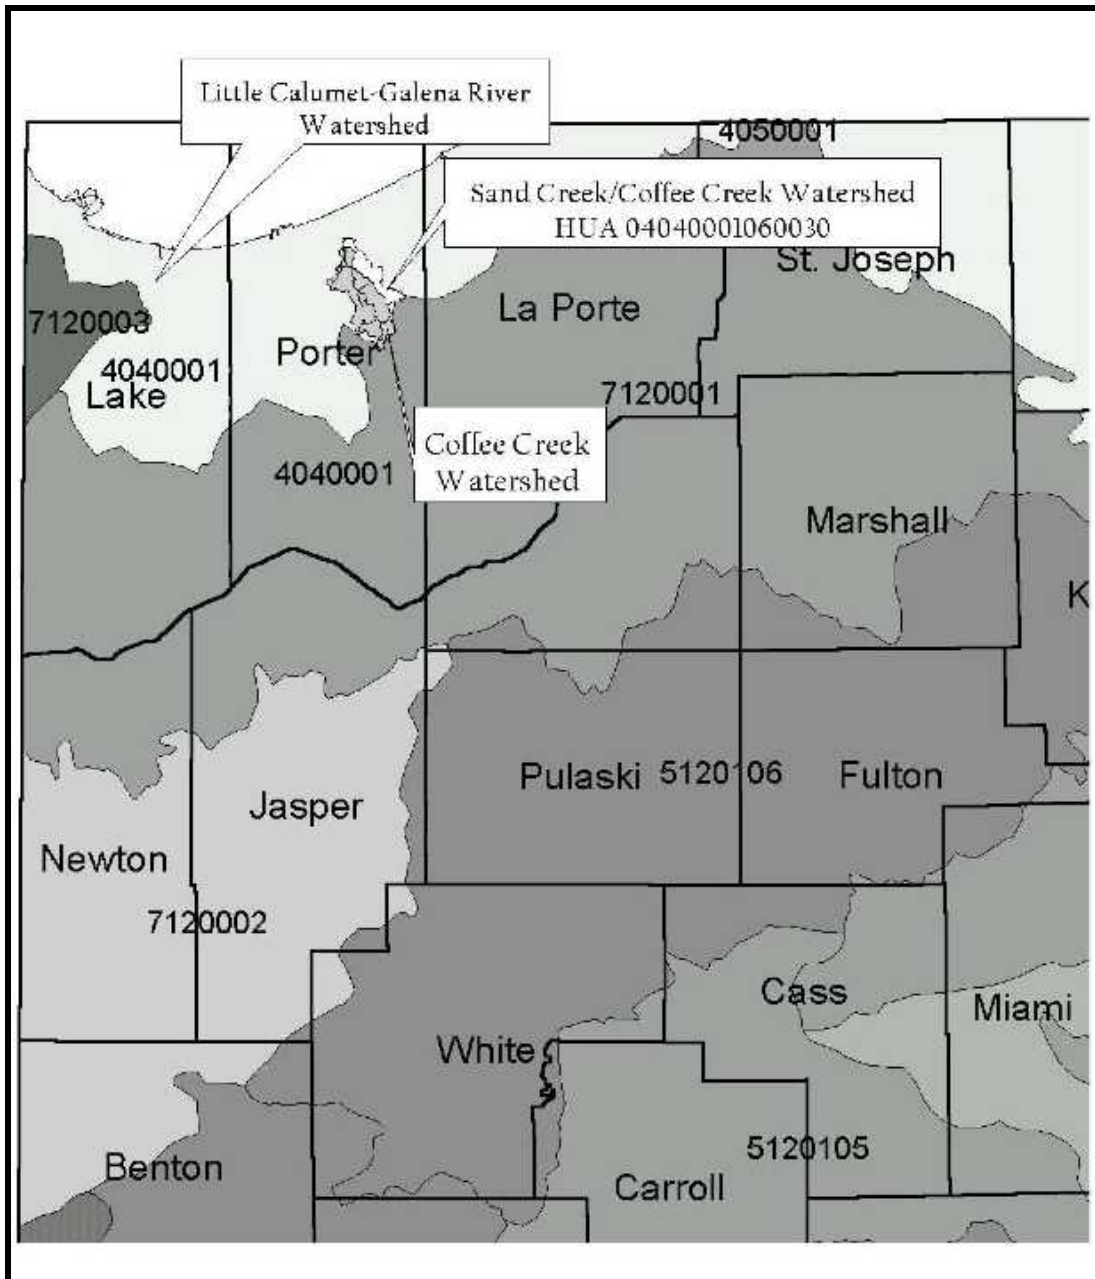 Little Calumet-Galena River
Watershed
4050001
Sand Creek/Coffee Creek Watershed
HUA 04040001060030
St. Joseph
La Porte
7120003
Porter
4040001
Lake
7120001
Coffee Creek
Watershed
4040001
Marshall
K
Pulaski
5120106
Fulton
Jasper
Newton
7120002
Cass
Miami
White
5120105
Benton
Carroll